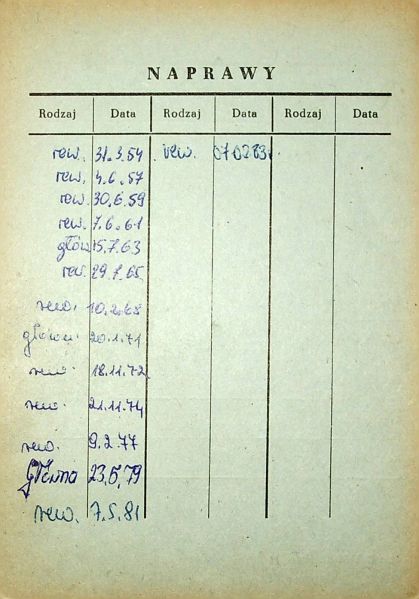 NAPRAWY
Rodzaj Data Rodzaj Data Rodzaj Data
rew. 31.3.54 rew. 07.02.83r.
rew. 4.6.57
rew. 30.6.59
rew. 7.6.61
głów. 15.7.63
rew. 29.7.65
rew. 10.2.68
główn. 20.1.71
rew. 18.11.72
rew. 21.11.74
rew. 9.2.77
Główna 23.5.79
rew. 7.5.81